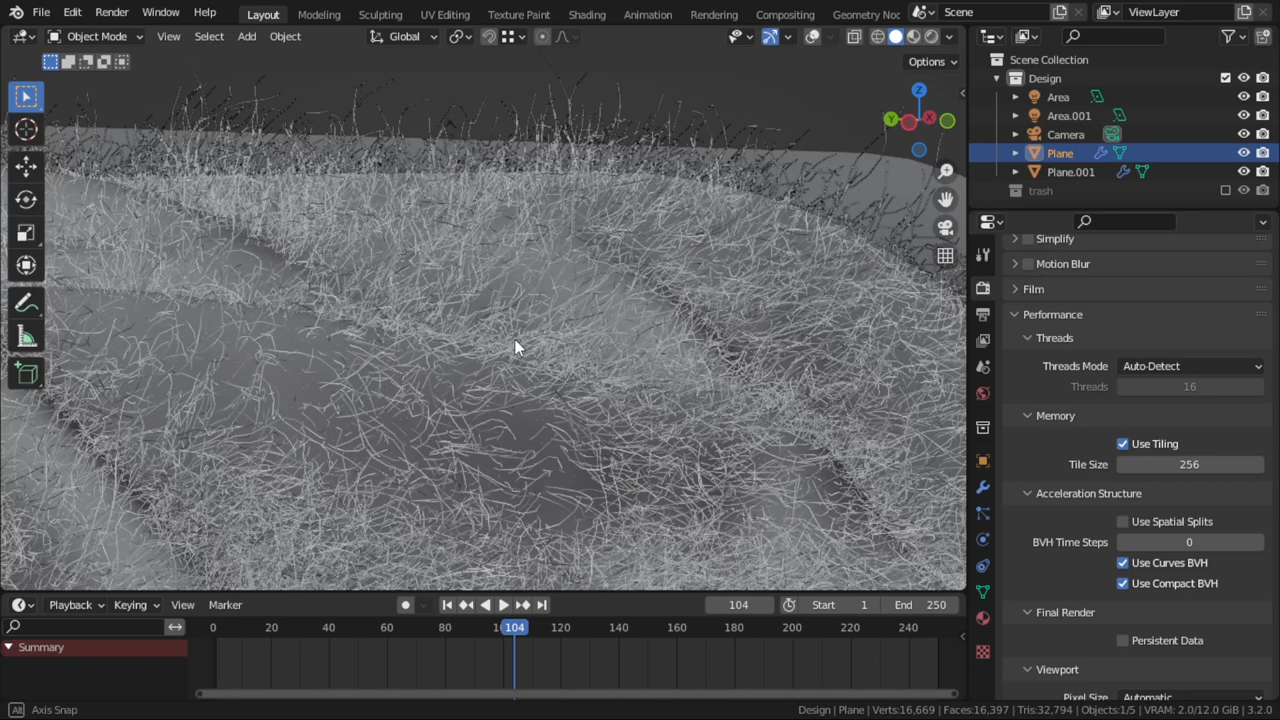 File Edit Render Window Help Layout Modeling Sculpting UV Editing Texture Paint Shading Animation Rendering Compositing Geometry Noc Scene ViewLayer
Object Mode View Select Add Object Global
Options
Z
Y
X
Scene Collection
Design
Area
Area.001
Camera
Plane
Plane.001
trash
Simplify
Motion Blur
Film
Performance
Threads
Threads Mode Auto-Detect
Threads 16
Memory
Use Tiling
Tile Size 256
Acceleration Structure
Use Spatial Splits
BVH Time Steps 0
Use Curves BVH
Use Compact BVH
Final Render
Persistent Data
Viewport
Pixel Size Automatic
Playback Keying View Marker 104 Start 1 End 250
0 20 40 60 80 104 120 140 160 180 200 220 240
Summary
Alt Axis Snap
Design | Plane | Verts:16,669 | Faces:16,397 | Tris:32,794 | Objects:1/5 | VRAM: 2.0/12.0 GiB | 3.2.0